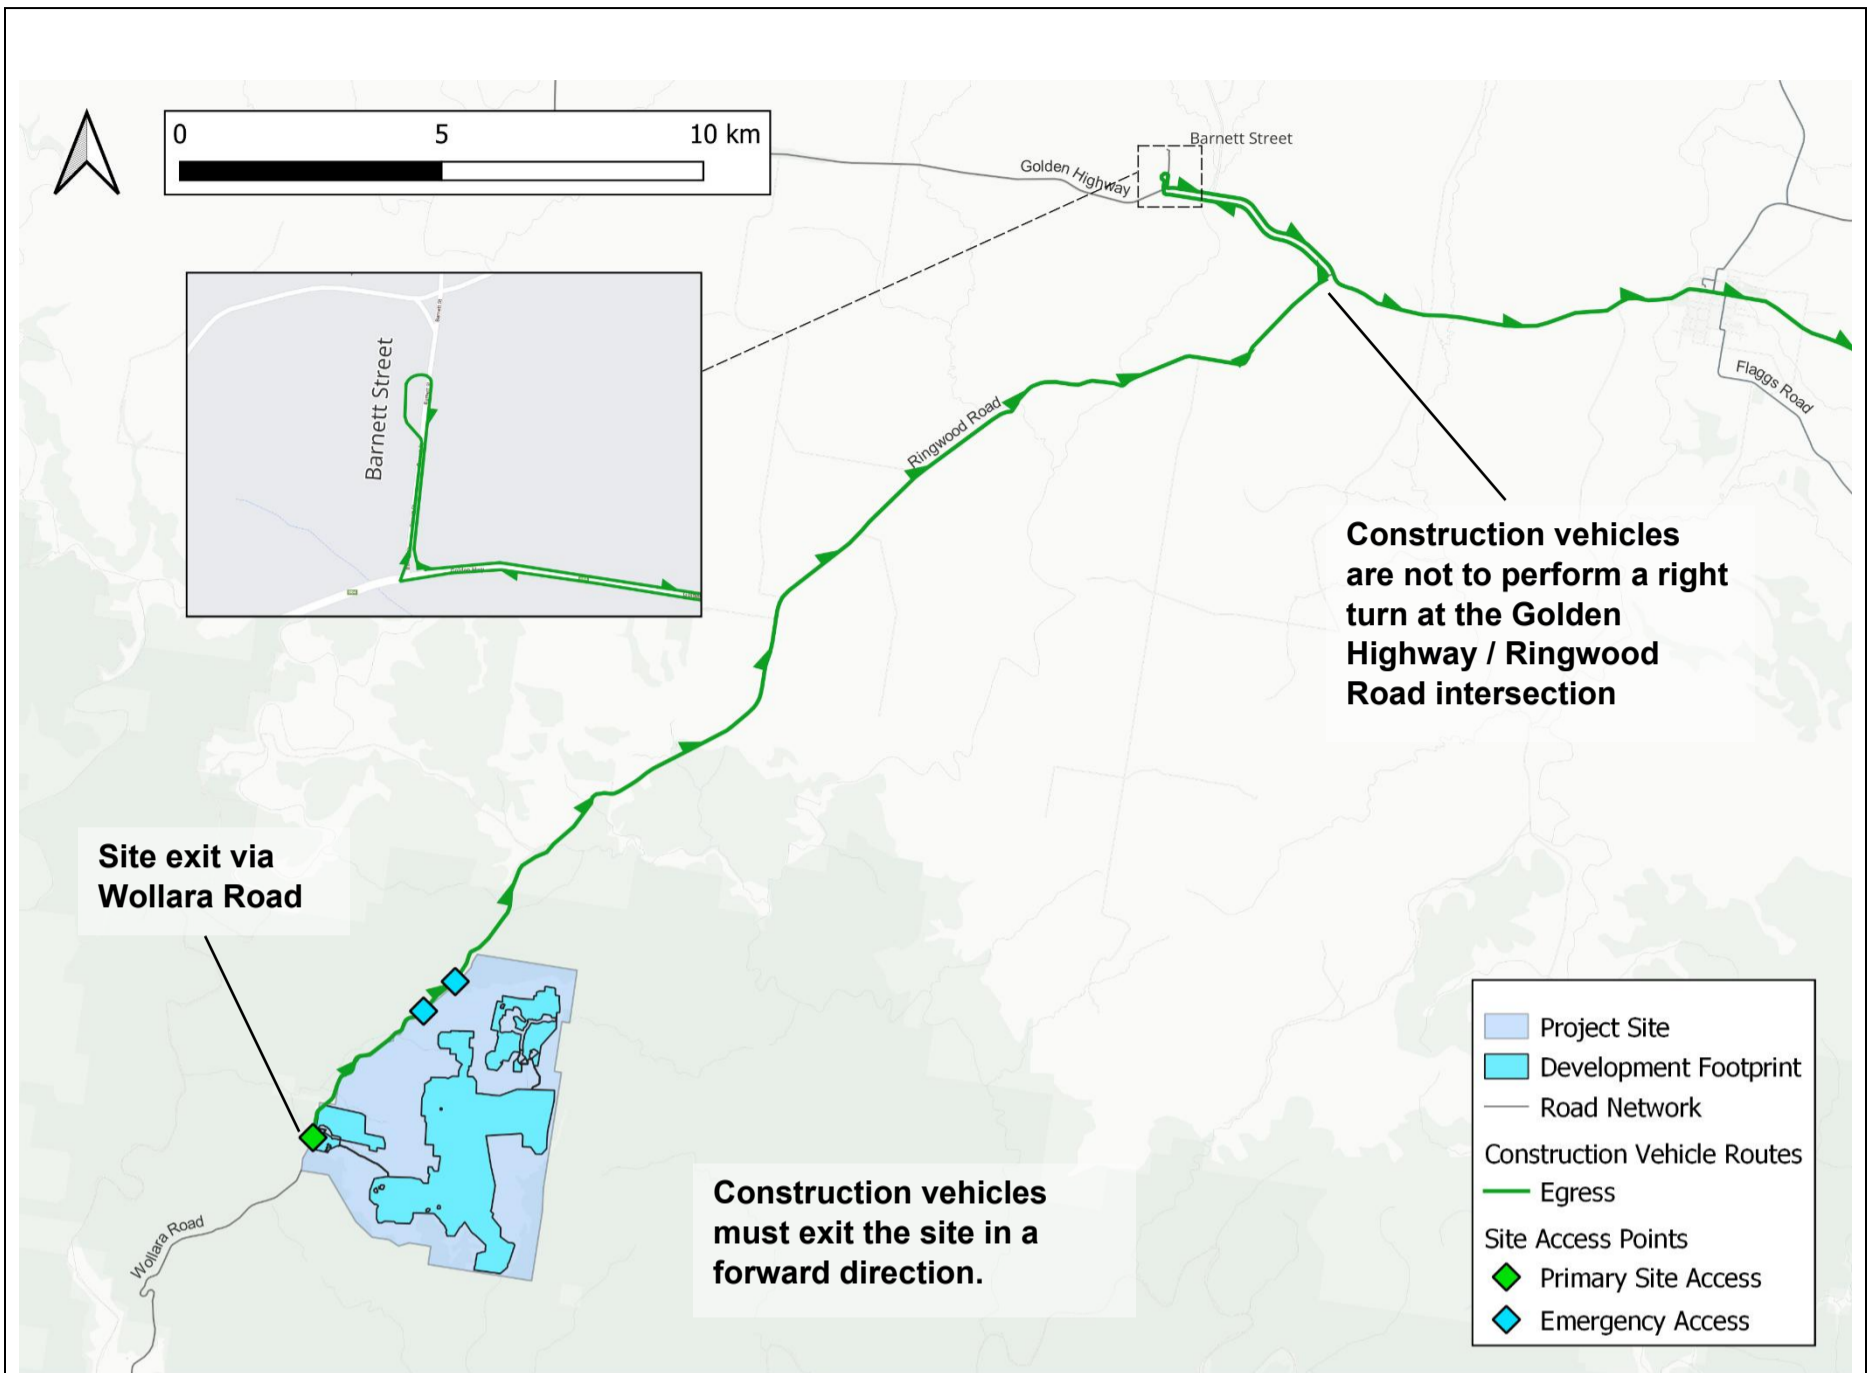 0 5 10 km
Barnett Street
Golden Highway
Barnett Street
Flaggs Road
Ringwood Road
Construction vehicles
are not to perform a right
turn at the Golden
Highway / Ringwood
Road intersection
Site exit via
Wollara Road
Wollara Road
Construction vehicles
must exit the site in a
forward direction.
Project Site
Development Footprint
Road Network
Construction Vehicle Routes
Egress
Site Access Points
Primary Site Access
Emergency Access